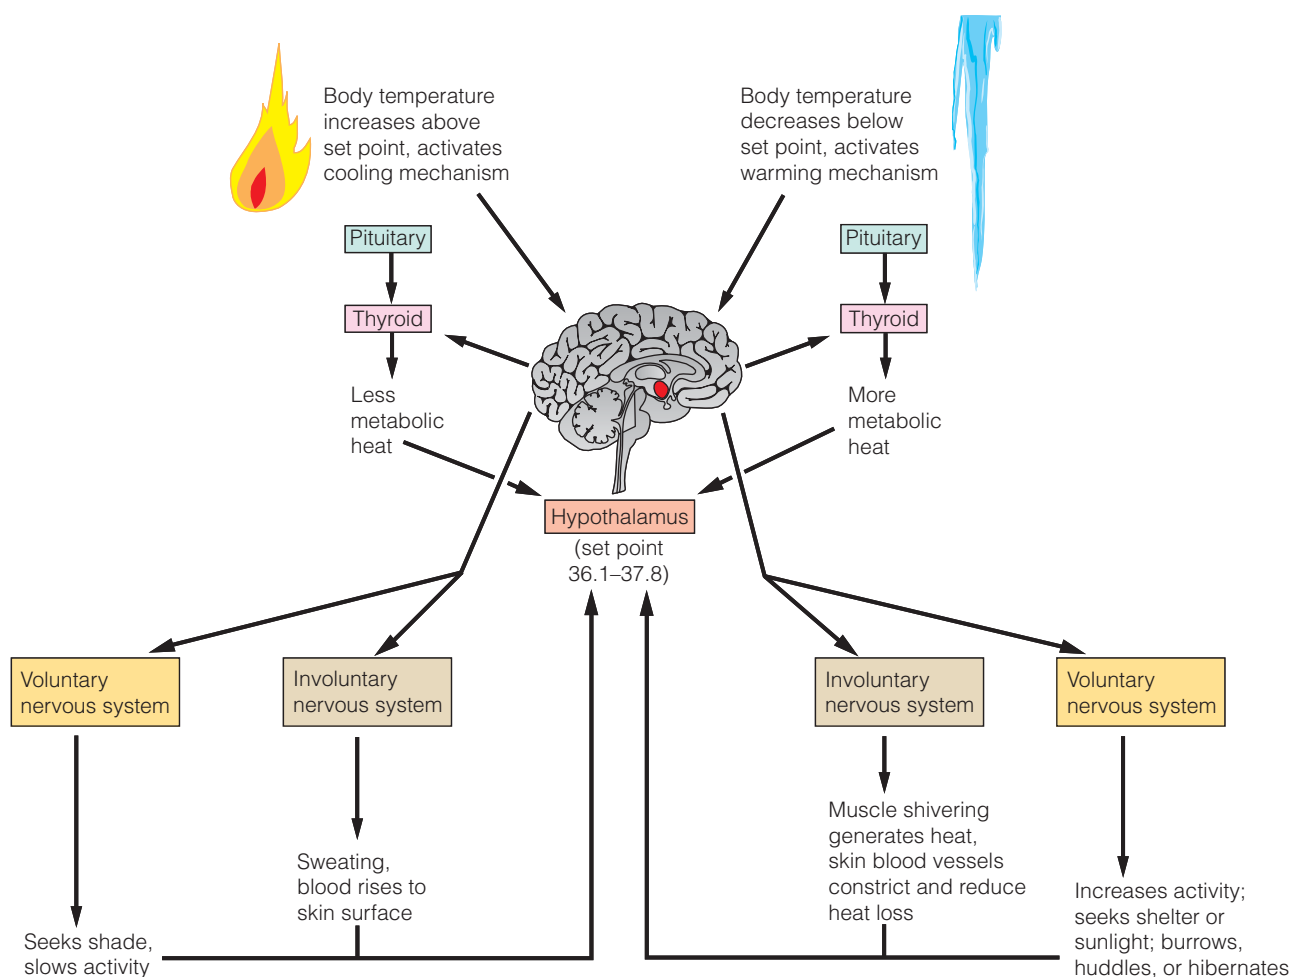 Body temperature
increases above
set point, activates
cooling mechanism
Body temperature
decreases below
set point, activates
warming mechanism
Pituitary
Thyroid
Less
metabolic
heat
Pituitary
Thyroid
More
metabolic
heat
Hypothalamus
(set point
36.1–37.8)
Voluntary
nervous system
Involuntary
nervous system
Involuntary
nervous system
Voluntary
nervous system
Seeks shade,
slows activity
Sweating,
blood rises to
skin surface
Muscle shivering
generates heat,
skin blood vessels
constrict and reduce
heat loss
Increases activity;
seeks shelter or
sunlight; burrows,
huddles, or hibernates